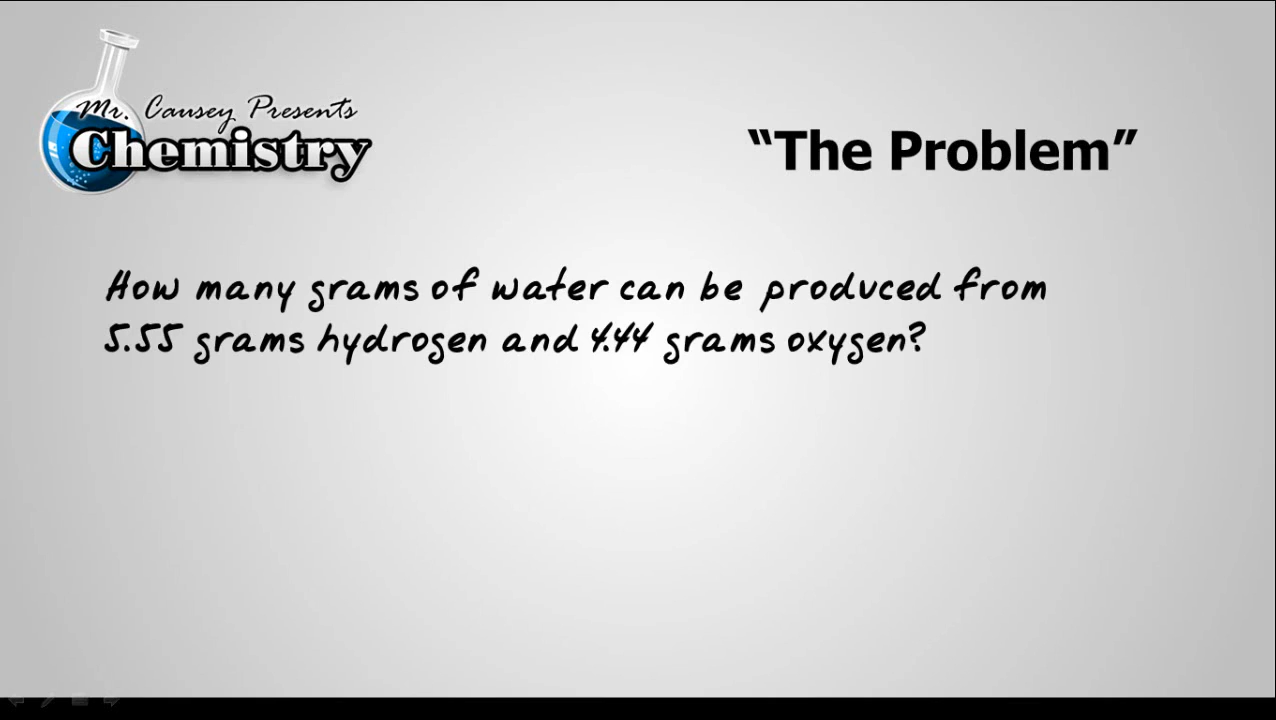 Mr. Causey Presents
Chemistry
“The Problem”
How many grams of water can be produced from
5.55 grams hydrogen and 4.44 grams oxygen?